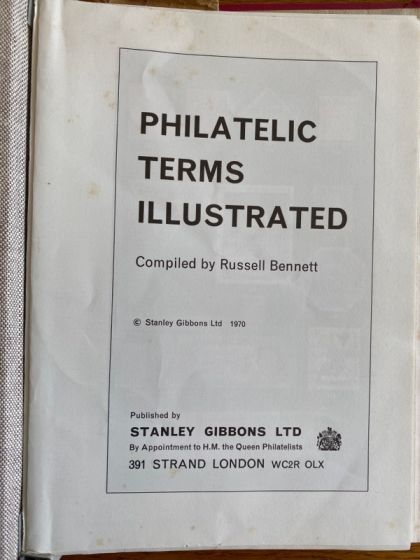 PHILATELIC
TERMS
ILLUSTRATED
Compiled by Russell Bennett
© Stanley Gibbons Ltd 1970
Published by
STANLEY GIBBONS LTD
By Appointment to H.M. the Queen Philatelists
391 STRAND LONDON WC2R OLX